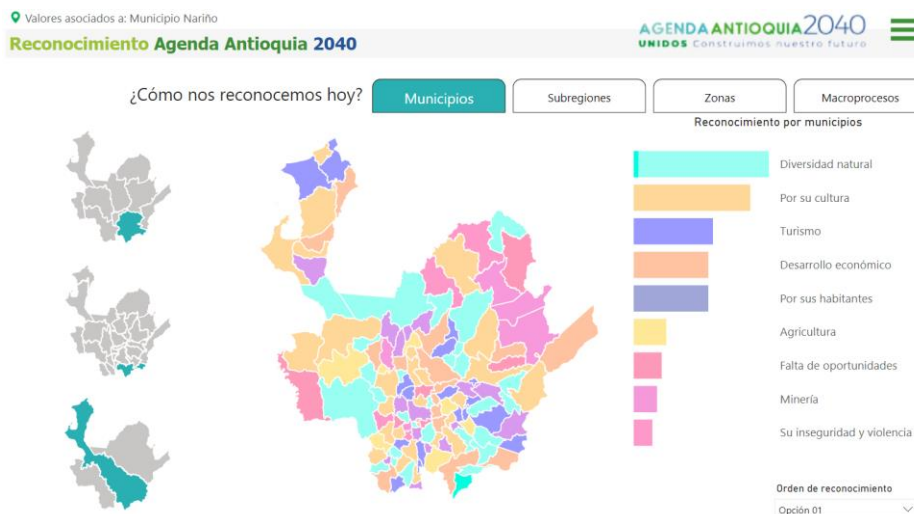 Valores asociados a: Municipio Nariño
AGENDA ANTIOQUIA 2040
UNIDOS Construimos nuestro futuro
Reconocimiento Agenda Antioquia 2040
¿Cómo nos reconocemos hoy?
Municipios
Subregiones
Zonas
Macroprocesos
Reconocimiento por municipios
Diversidad natural
Por su cultura
Turismo
Desarrollo económico
Por sus habitantes
Agricultura
Falta de oportunidades
Minería
Su inseguridad y violencia
Orden de reconocimiento
Opción 01